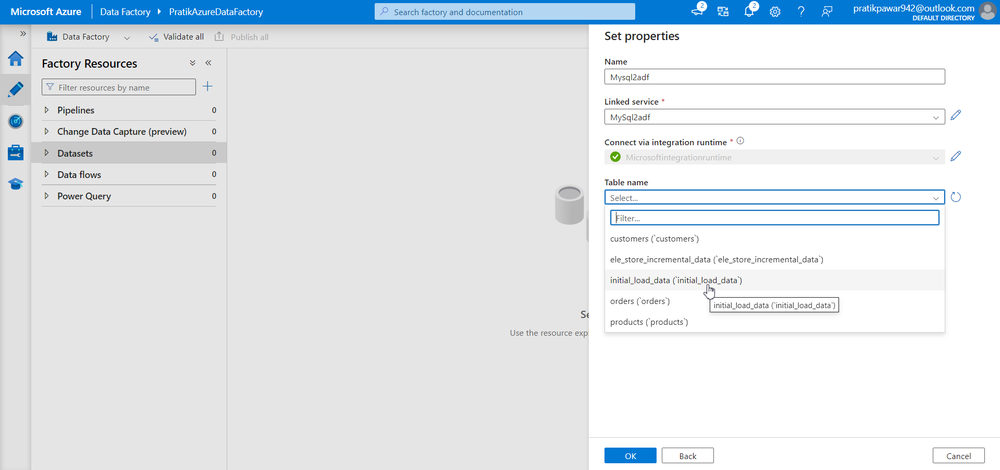 Microsoft Azure
Data Factory
PratikAzureDataFactory
Search factory and documentation
2
2
pratikpawar942@outlook.com
DEFAULT DIRECTORY
Data Factory
Validate all
Publish all
Factory Resources
Filter resources by name
Pipelines 0
Change Data Capture (preview) 0
Datasets 0
Data flows 0
Power Query 0
Se
Use the resource exp
Set properties
Name
Mysql2adf
Linked service *
MySql2adf
Connect via integration runtime *
Microsoftintegrationruntime
Table name
Select...
Filter...
customers (`customers`)
ele_store_incremental_data (`ele_store_incremental_data`)
initial_load_data (`initial_load_data`)
orders (`orders`)
initial_load_data (`initial_load_data`)
products (`products`)
OK
Back
Cancel